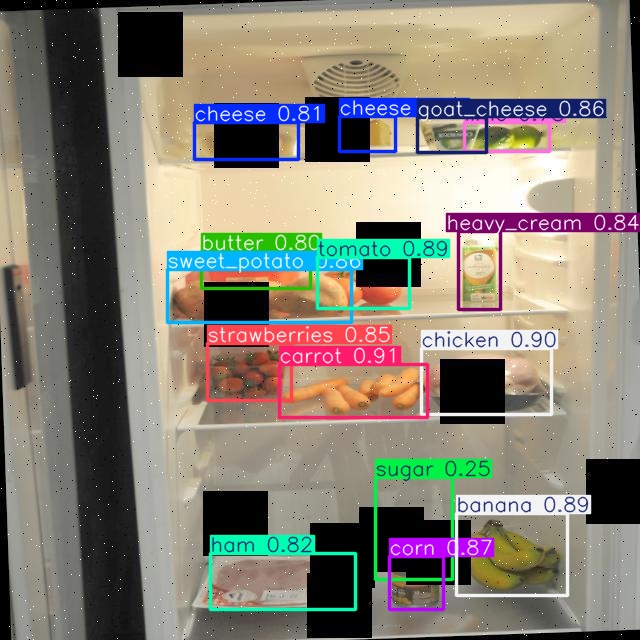 cheese 0.81
cheese
goat_cheese 0.86
heavy_cream 0.84
butter 0.80
tomato 0.89
sweet_potato 0.86
strawberries 0.85
chicken 0.90
carrot 0.91
sugar 0.25
banana 0.89
ham 0.82
corn 0.87